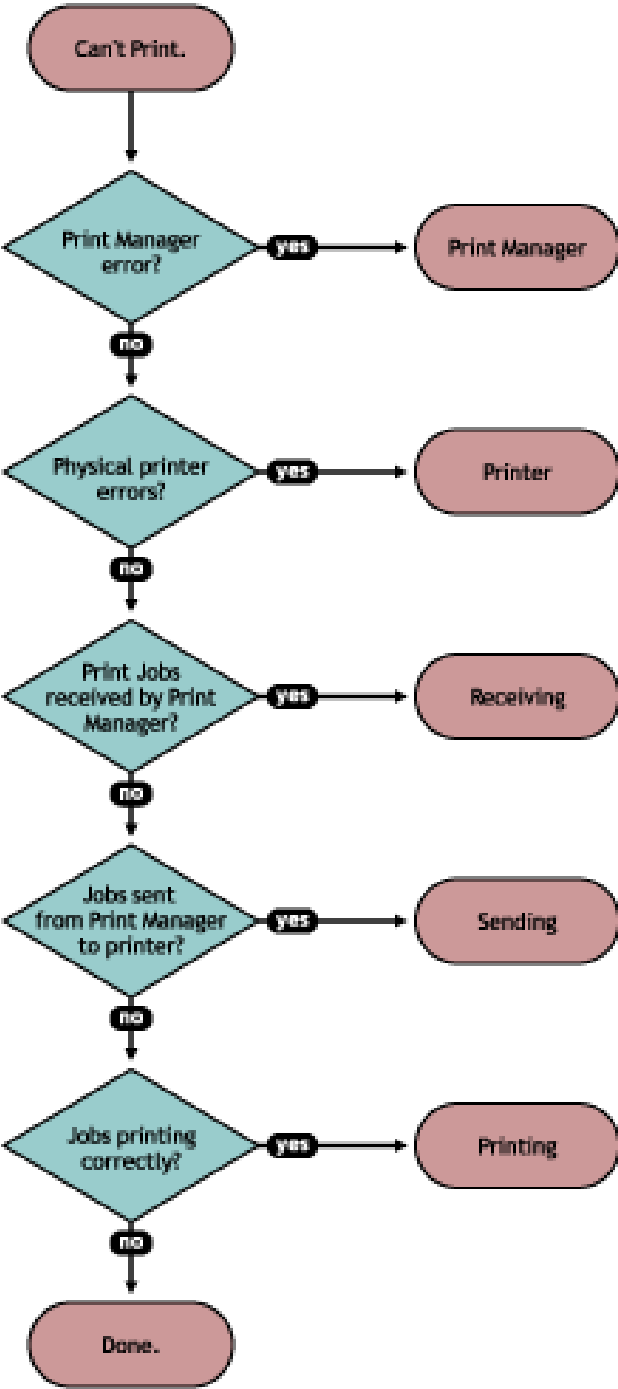 Can't Print.
Print Manager
error?
yes
Print Manager
no
Physical printer
errors?
yes
Printer
no
Print Jobs
received by Print
Manager?
yes
Receiving
no
Jobs sent
from Print Manager
to printer?
yes
Sending
no
Jobs printing
correctly?
yes
Printing
no
Done.